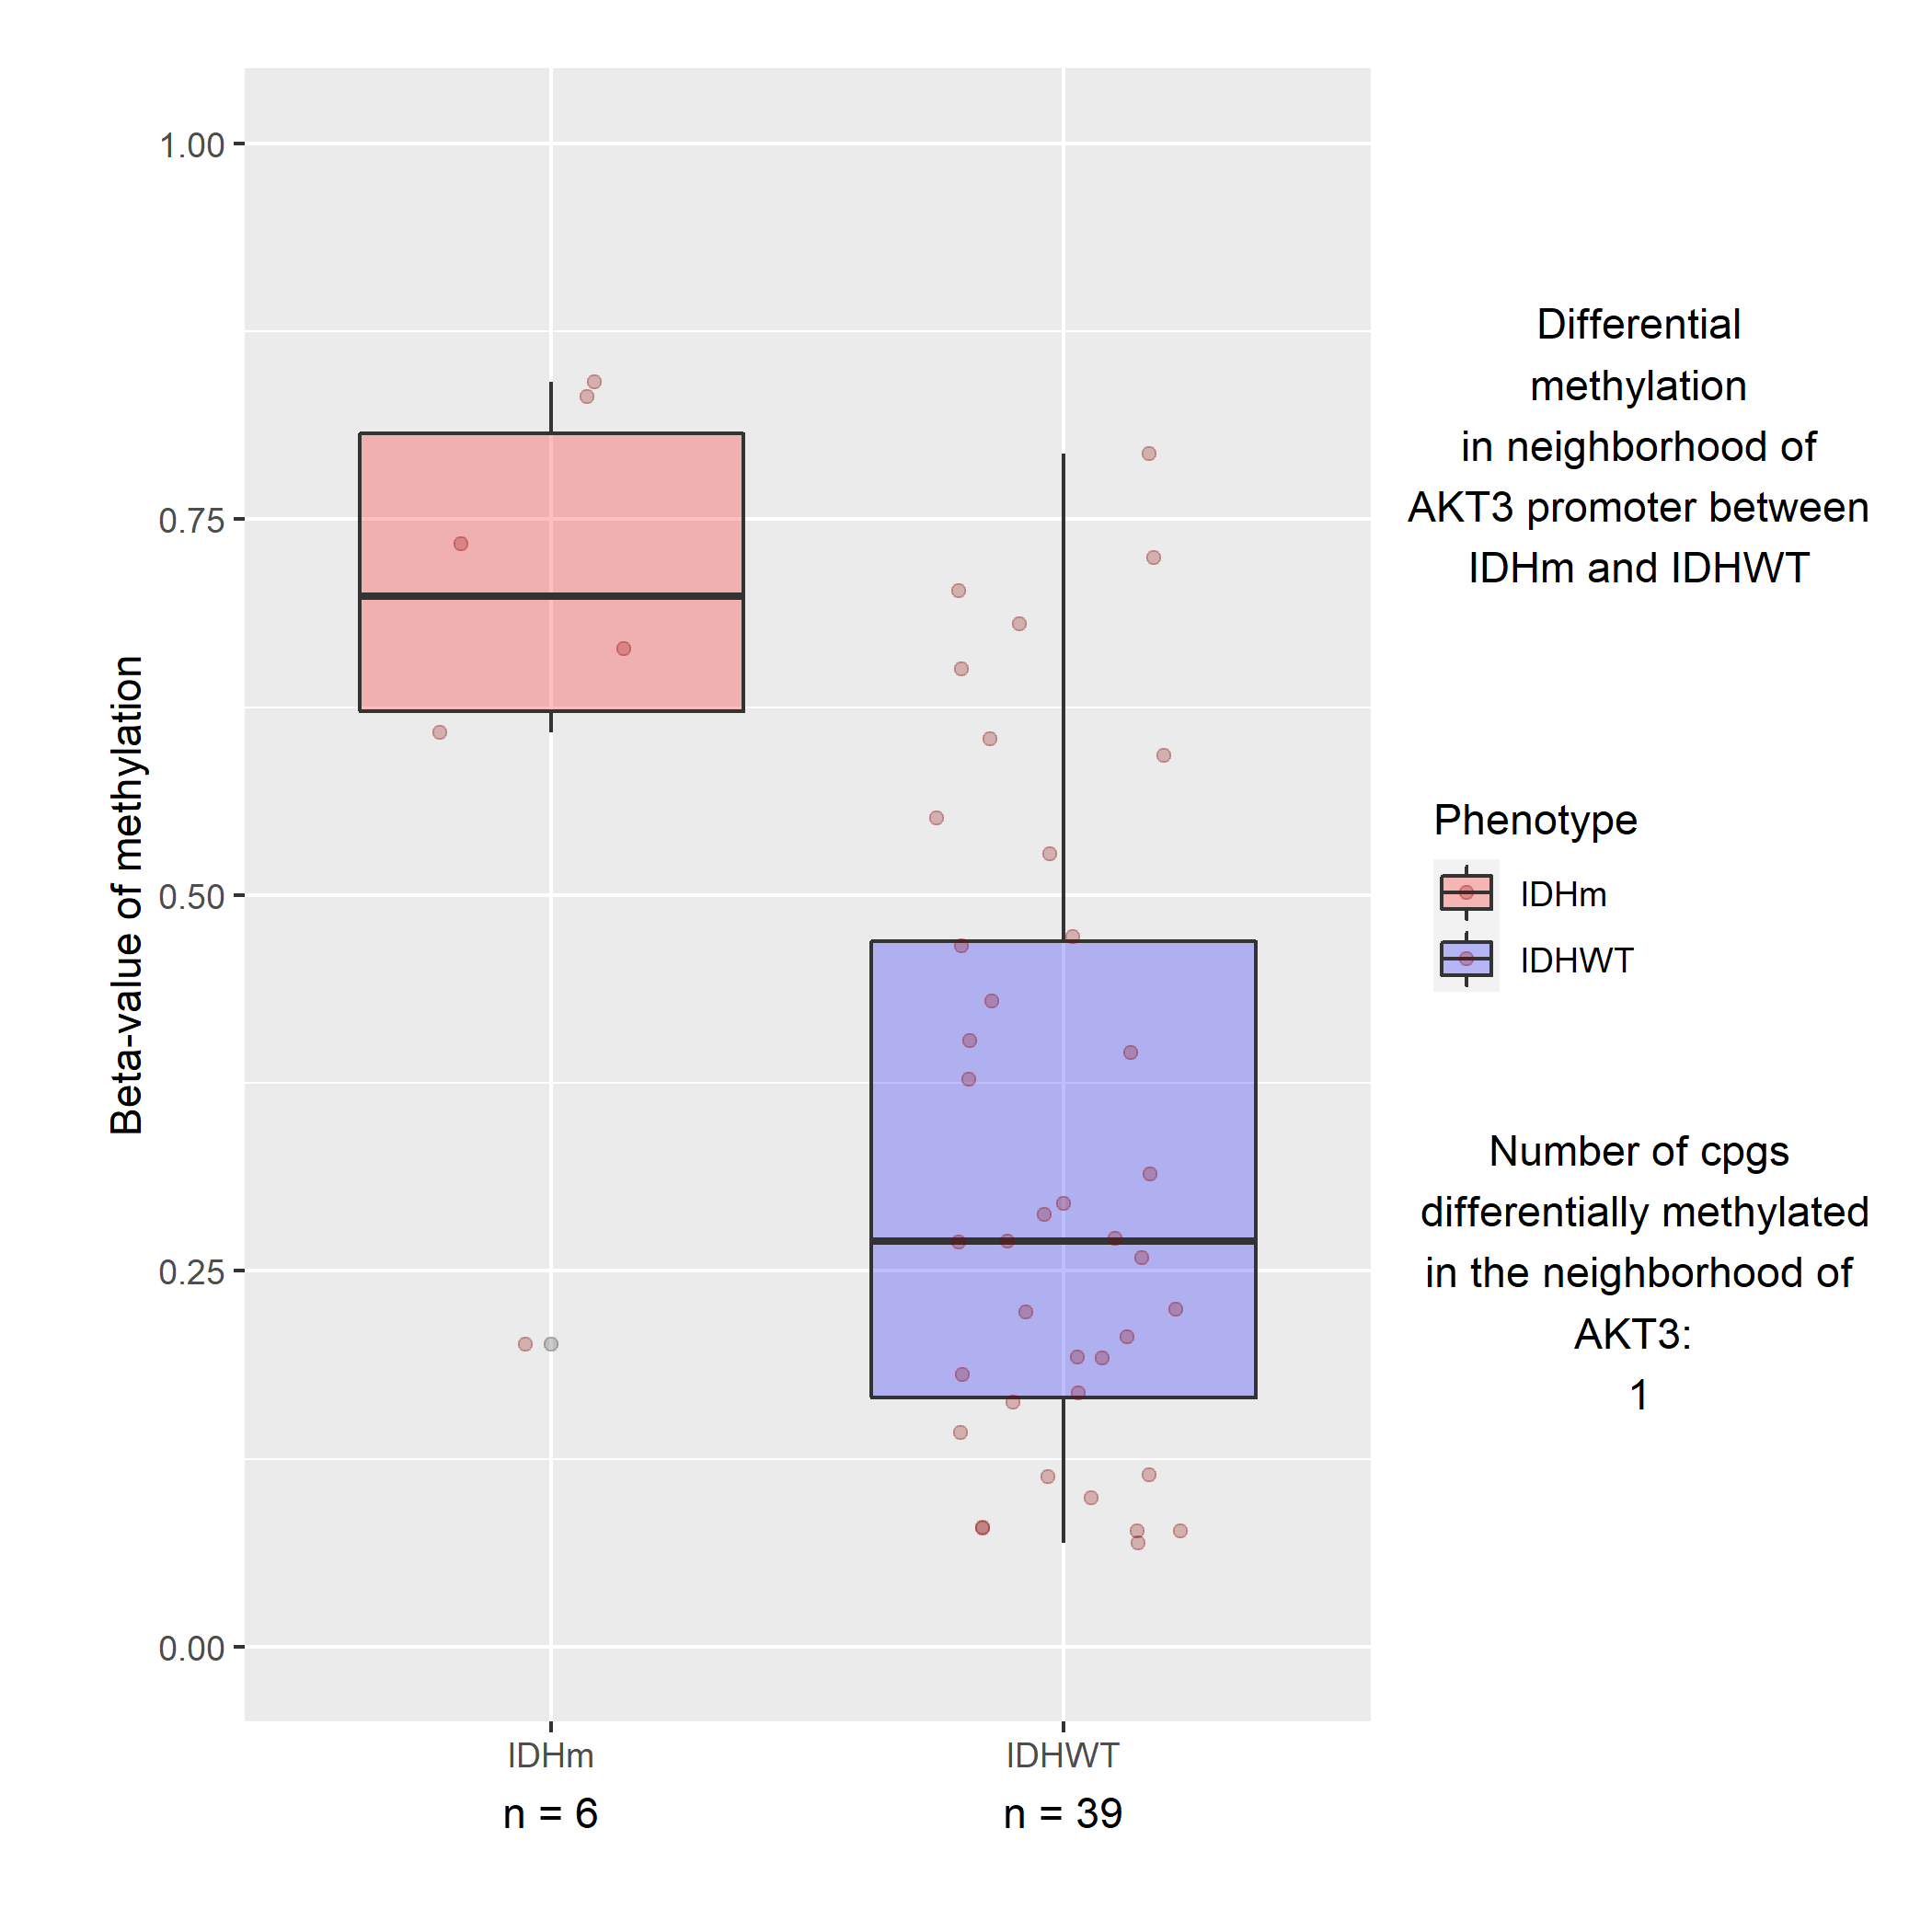 1.00
0.75
0.50
0.25
0.00
Beta-value of methylation
IDHm
IDHWT
n = 6
n = 39
Differential
methylation
in neighborhood of
AKT3 promoter between
IDHm and IDHWT
Phenotype
IDHm
IDHWT
Number of cpgs
differentially methylated
in the neighborhood of
AKT3:
1